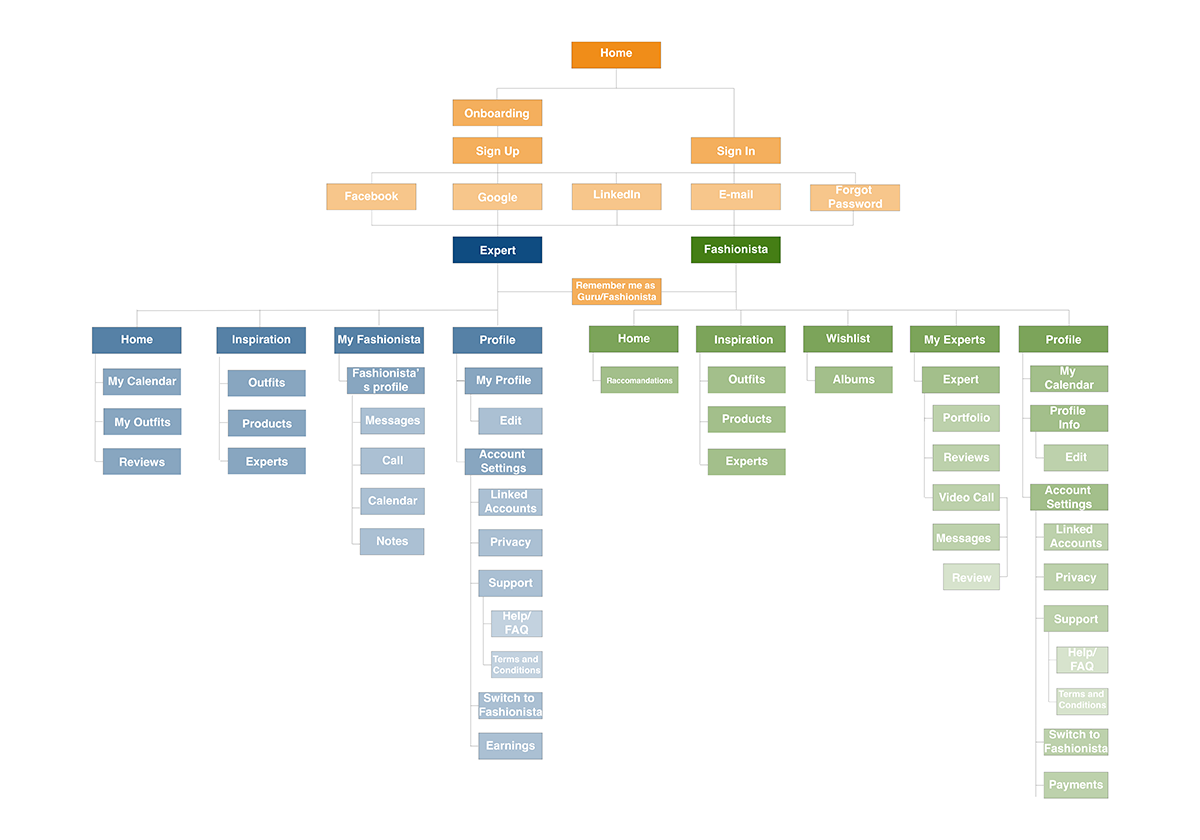 Home
Onboarding
Sign Up
Sign In
Facebook
Google
LinkedIn
E-mail
Forgot
Password
Expert
Fashionista
Remember me as
Guru/Fashionista
Home
My Calendar
My Outfits
Reviews
Inspiration
Outfits
Products
Experts
My Fashionista
Fashionista'
s profile
Messages
Call
Calendar
Notes
Profile
My Profile
Edit
Account
Settings
Linked
Accounts
Privacy
Support
Help/
FAQ
Terms and
Conditions
Switch to
Fashionista
Earnings
Home
Raccomandations
Inspiration
Outfits
Products
Experts
Wishlist
Albums
My Experts
Expert
Portfolio
Reviews
Video Call
Messages
Review
Profile
My
Calendar
Profile
Info
Edit
Account
Settings
Linked
Accounts
Privacy
Support
Help/
FAQ
Terms and
Conditions
Switch to
Fashionista
Payments